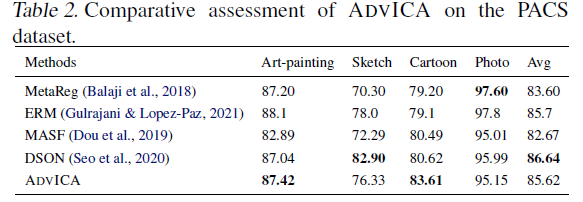 Table 2. Comparative assessment of ADVICA on the PACS
dataset.
Methods Art-painting Sketch Cartoon Photo Avg
MetaReg (Balaji et al., 2018) 87.20 70.30 79.20 97.60 83.60
ERM (Gulrajani & Lopez-Paz, 2021) 88.1 78.0 79.1 97.8 85.7
MASF (Dou et al., 2019) 82.89 72.29 80.49 95.01 82.67
DSON (Seo et al., 2020) 87.04 82.90 80.62 95.99 86.64
ADVICA 87.42 76.33 83.61 95.15 85.62